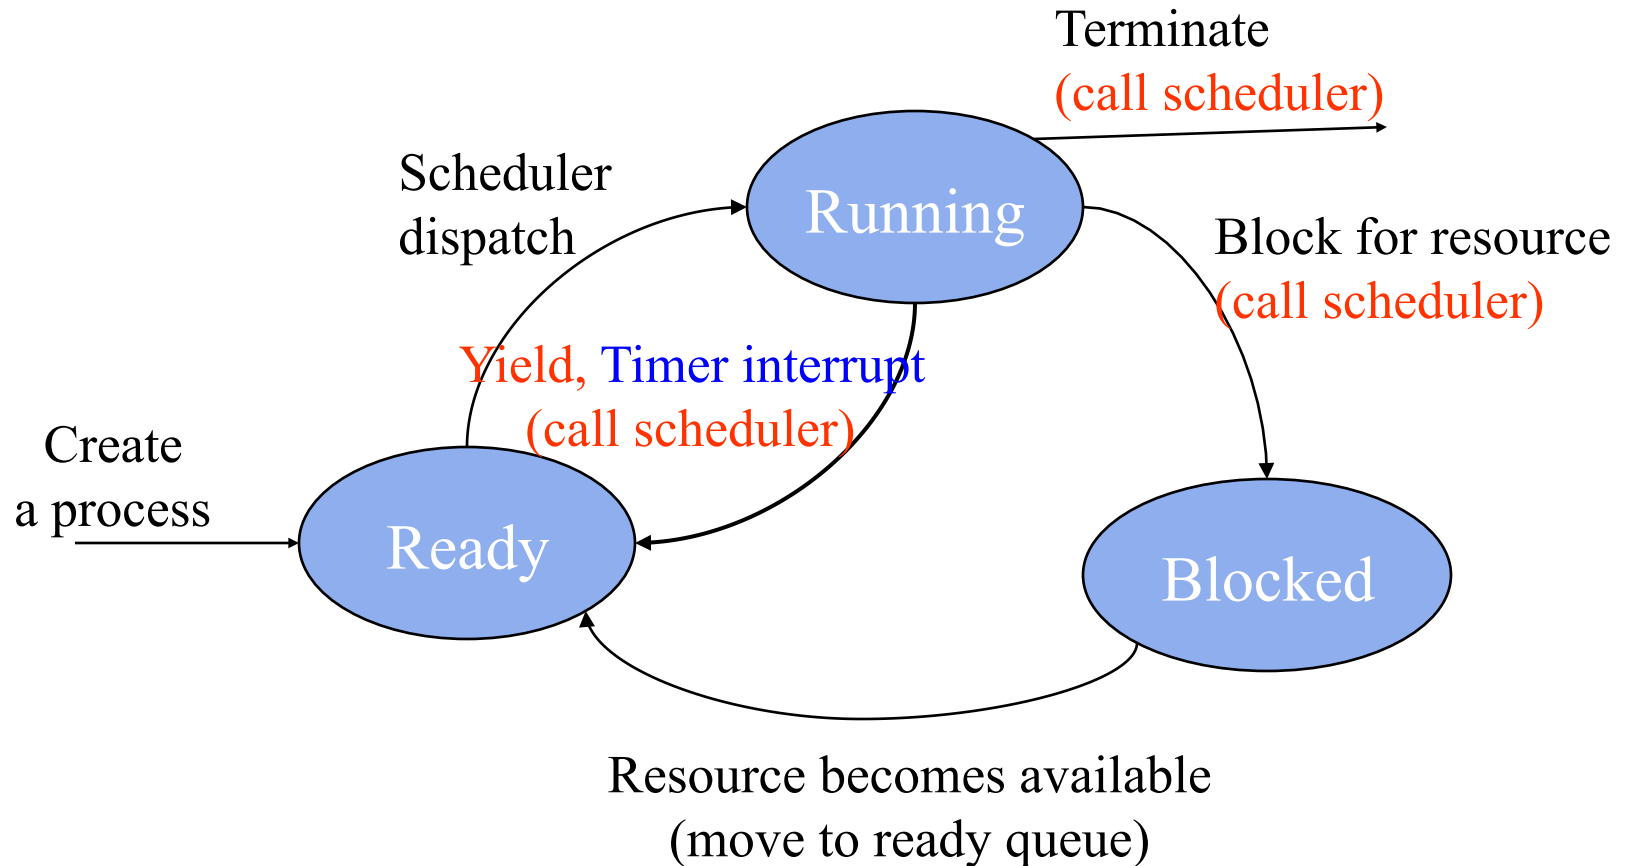 Terminate
(call scheduler)
Scheduler
dispatch
Running
Block for resource
(call scheduler)
Yield, Timer interrupt
(call scheduler)
Create
a process
Ready
Blocked
Resource becomes available
(move to ready queue)